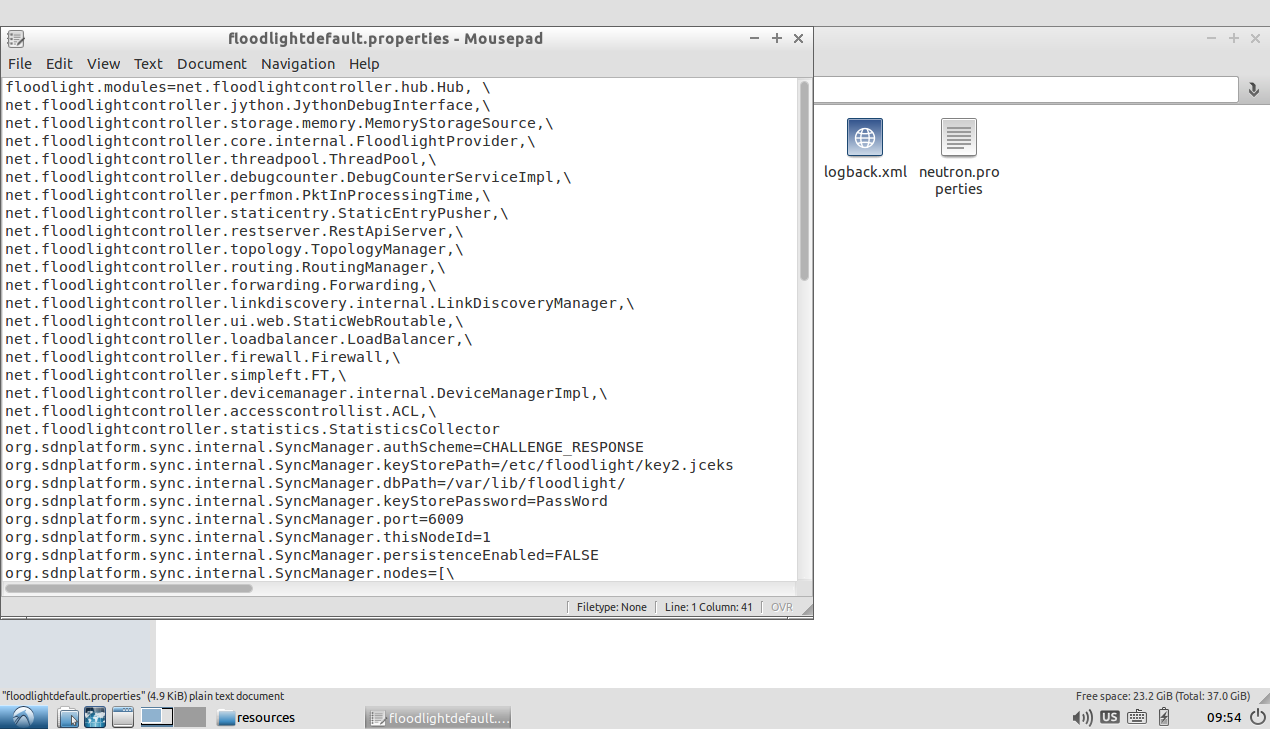 floodlightdefault.properties - Mousepad
File Edit View Text Document Navigation Help
floodlight.modules=net.floodlightcontroller.hub.Hub, \
net.floodlightcontroller.jython.JythonDebugInterface,\
net.floodlightcontroller.storage.memory.MemoryStorageSource,\
net.floodlightcontroller.core.internal.FloodlightProvider,\
net.floodlightcontroller.threadpool.ThreadPool,\
net.floodlightcontroller.debugcounter.DebugCounterServiceImpl,\
net.floodlightcontroller.perfmon.PktInProcessingTime,\
net.floodlightcontroller.staticentry.StaticEntryPusher,\
net.floodlightcontroller.restserver.RestApiServer,\
net.floodlightcontroller.topology.TopologyManager,\
net.floodlightcontroller.routing.RoutingManager,\
net.floodlightcontroller.forwarding.Forwarding,\
net.floodlightcontroller.linkdiscovery.internal.LinkDiscoveryManager,\
net.floodlightcontroller.ui.web.StaticWebRoutable,\
net.floodlightcontroller.loadbalancer.LoadBalancer,\
net.floodlightcontroller.firewall.Firewall,\
net.floodlightcontroller.simpleft.FT,\
net.floodlightcontroller.devicemanager.internal.DeviceManagerImpl,\
net.floodlightcontroller.accesscontrollist.ACL,\
net.floodlightcontroller.statistics.StatisticsCollector
org.sdnplatform.sync.internal.SyncManager.authScheme=CHALLENGE_RESPONSE
org.sdnplatform.sync.internal.SyncManager.keyStorePath=/etc/floodlight/key2.jceks
org.sdnplatform.sync.internal.SyncManager.dbPath=/var/lib/floodlight/
org.sdnplatform.sync.internal.SyncManager.keyStorePassword=PassWord
org.sdnplatform.sync.internal.SyncManager.port=6009
org.sdnplatform.sync.internal.SyncManager.thisNodeId=1
org.sdnplatform.sync.internal.SyncManager.persistenceEnabled=FALSE
org.sdnplatform.sync.internal.SyncManager.nodes=[\
Filetype: None Line: 1 Column: 41 OVR
logback.xml
neutron.pro
perties
"floodlightdefault.properties" (4.9 KiB) plain text document
Free space: 23.2 GiB (Total: 37.0 GiB)
resources
floodlightdefault....
US
09:54